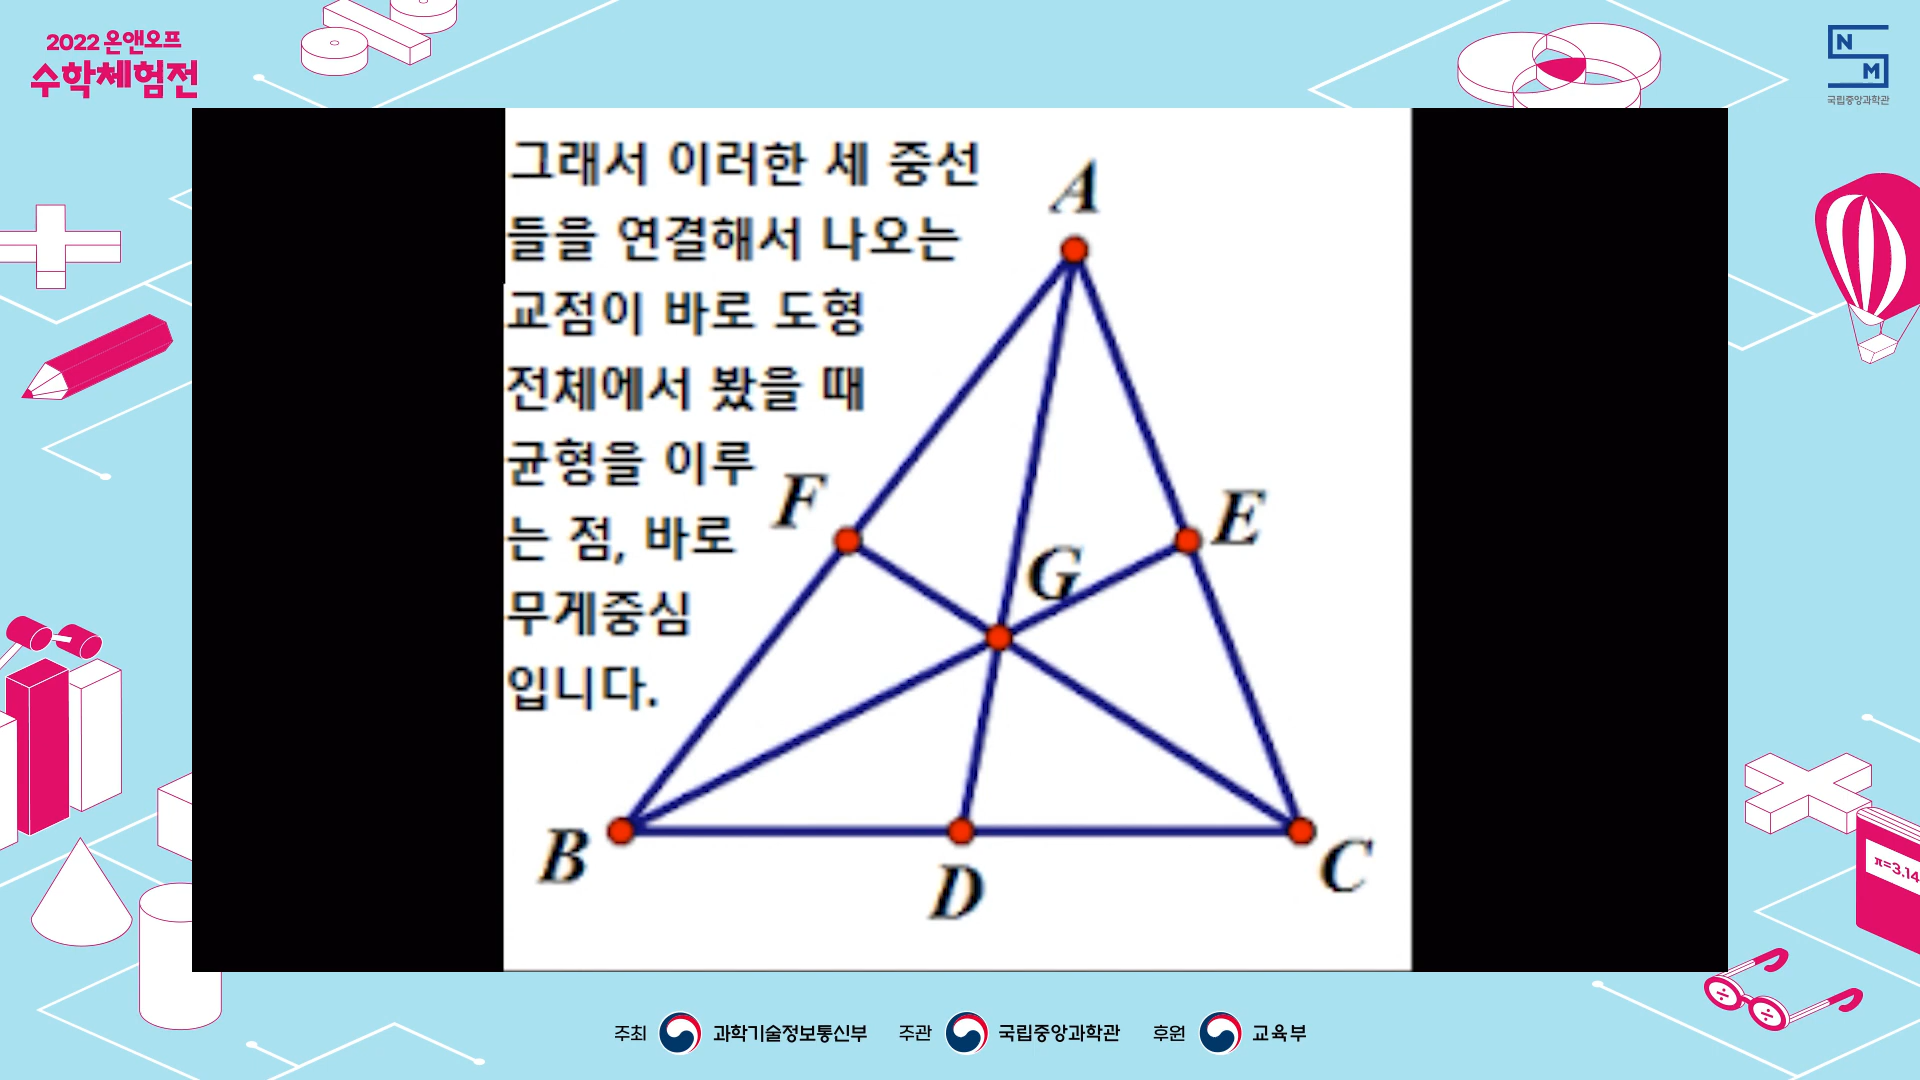 2022 온앤오프
수학체험전
N
M
국립중앙과학관
그래서 이러한 세 중선
들을 연결해서 나오는
교점이 바로 도형
전체에서 봤을 때
균형을 이루
는 점, 바로
무게중심
입니다.
A
F
E
G
B
D
C
π=3.14
주최 과학기술정보통신부 주관 국립중앙과학관 후원 교육부